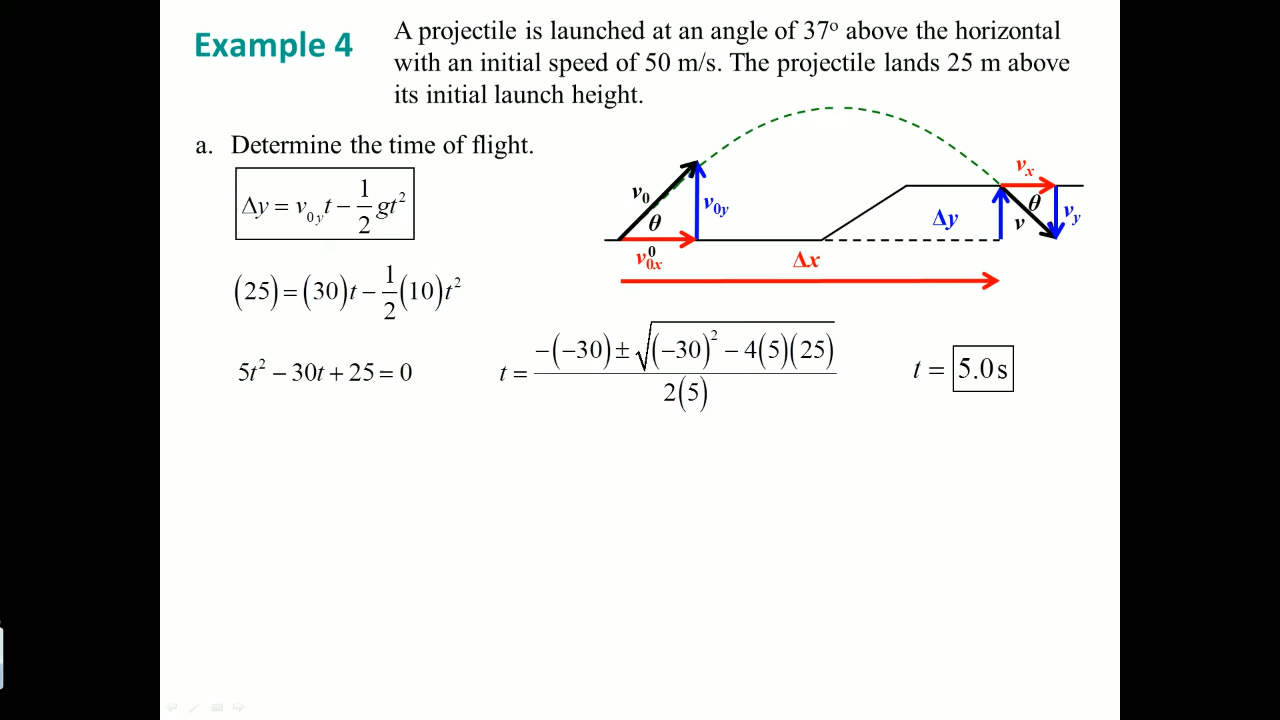 Example 4
A projectile is launched at an angle of 37° above the horizontal
with an initial speed of 50 m/s. The projectile lands 25 m above
its initial launch height.
a. Determine the time of flight.
Δy = v₀y t − 1/2 gt²
v₀
θ
v₀y
v₀x⁰
Δx
Δy
vx
θ
v
vy
(25) = (30)t − 1/2 (10)t²
5t² − 30t + 25 = 0
t = (−(−30) ± √((−30)² − 4(5)(25))) / 2(5)
t = 5.0 s